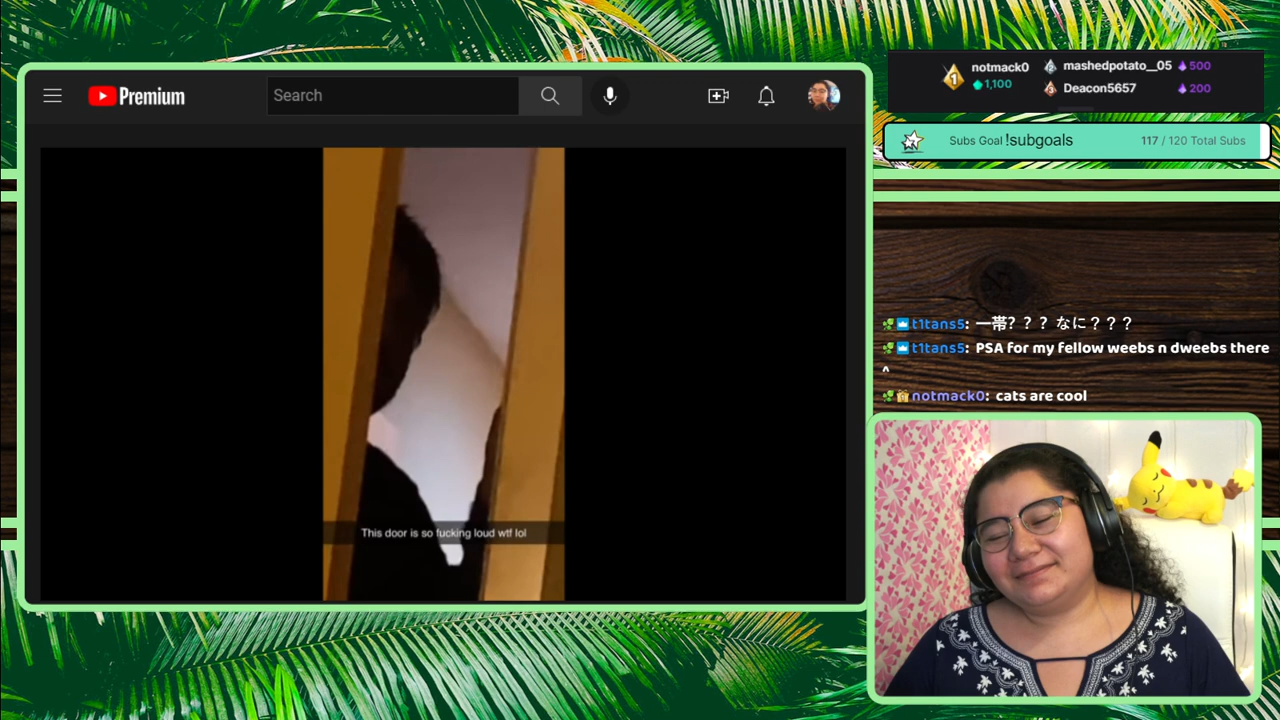 Premium
Search
notmack0
1,100
mashedpotato__05 500
Deacon5657 200
Subs Goal !subgoals 117 / 120 Total Subs
t1tans5: 一帯？？？ なに？？？
t1tans5: PSA for my fellow weebs n dweebs there
^
notmack0: cats are cool
This door is so fucking loud wtf lol